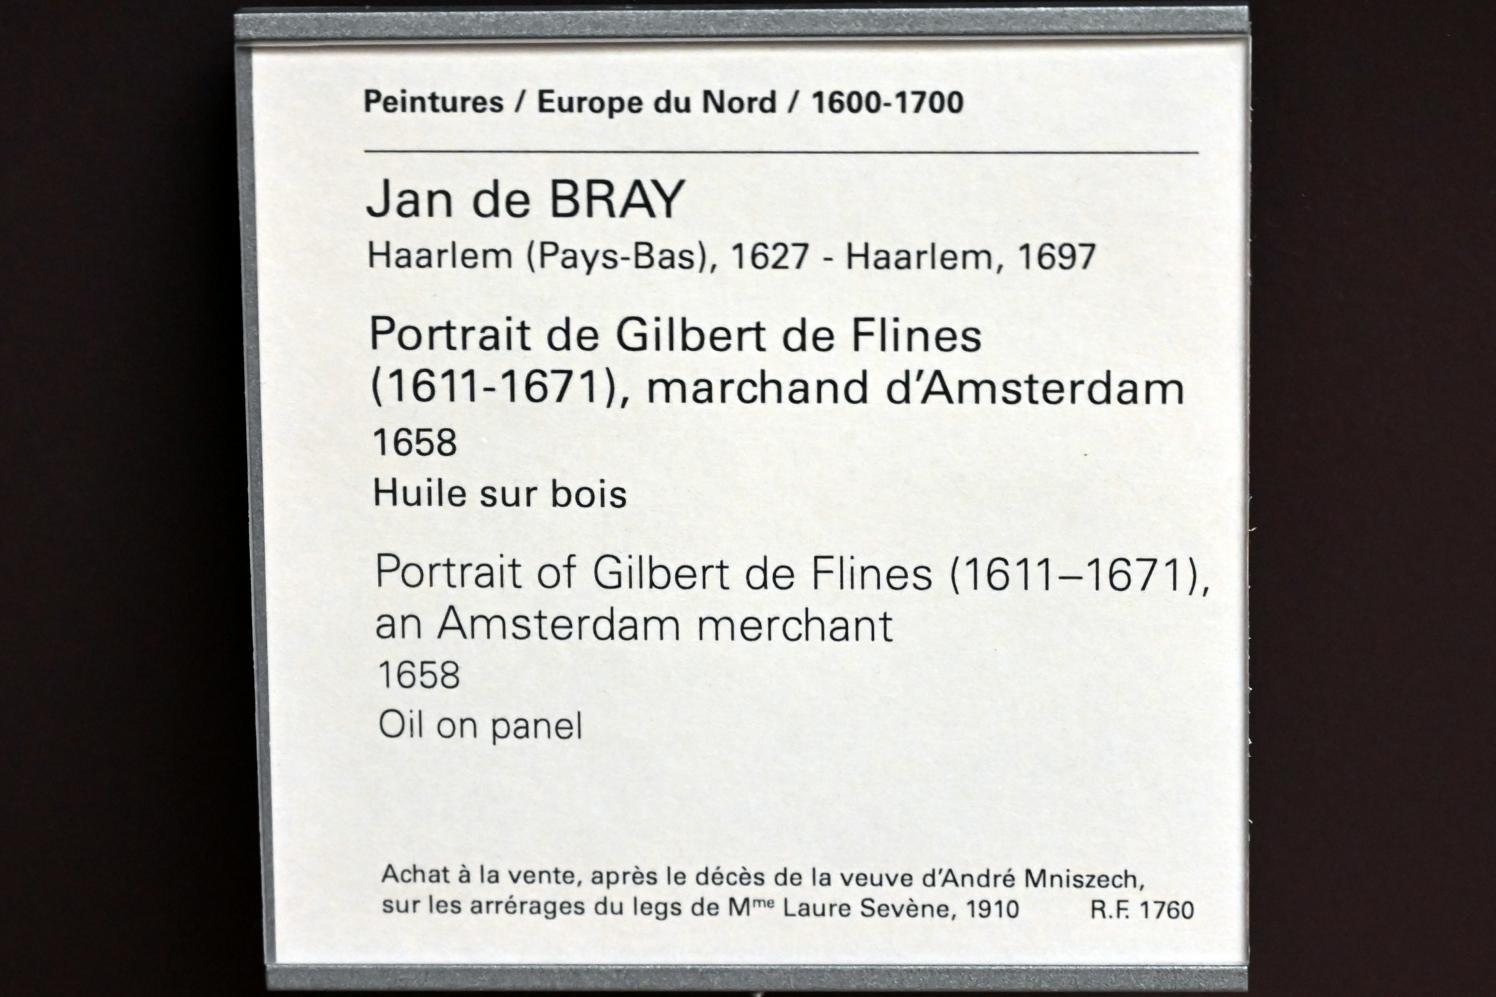 Peintures / Europe du Nord / 1600-1700
Jan de BRAY
Haarlem (Pays-Bas), 1627 - Haarlem, 1697
Portrait de Gilbert de Flines
(1611-1671), marchand d’Amsterdam
1658
Huile sur bois
Portrait of Gilbert de Flines (1611–1671),
an Amsterdam merchant
1658
Oil on panel
Achat à la vente, après le décès de la veuve d’André Mniszech,
sur les arrérages du legs de Mᵐᵉ Laure Sevène, 1910 R.F. 1760